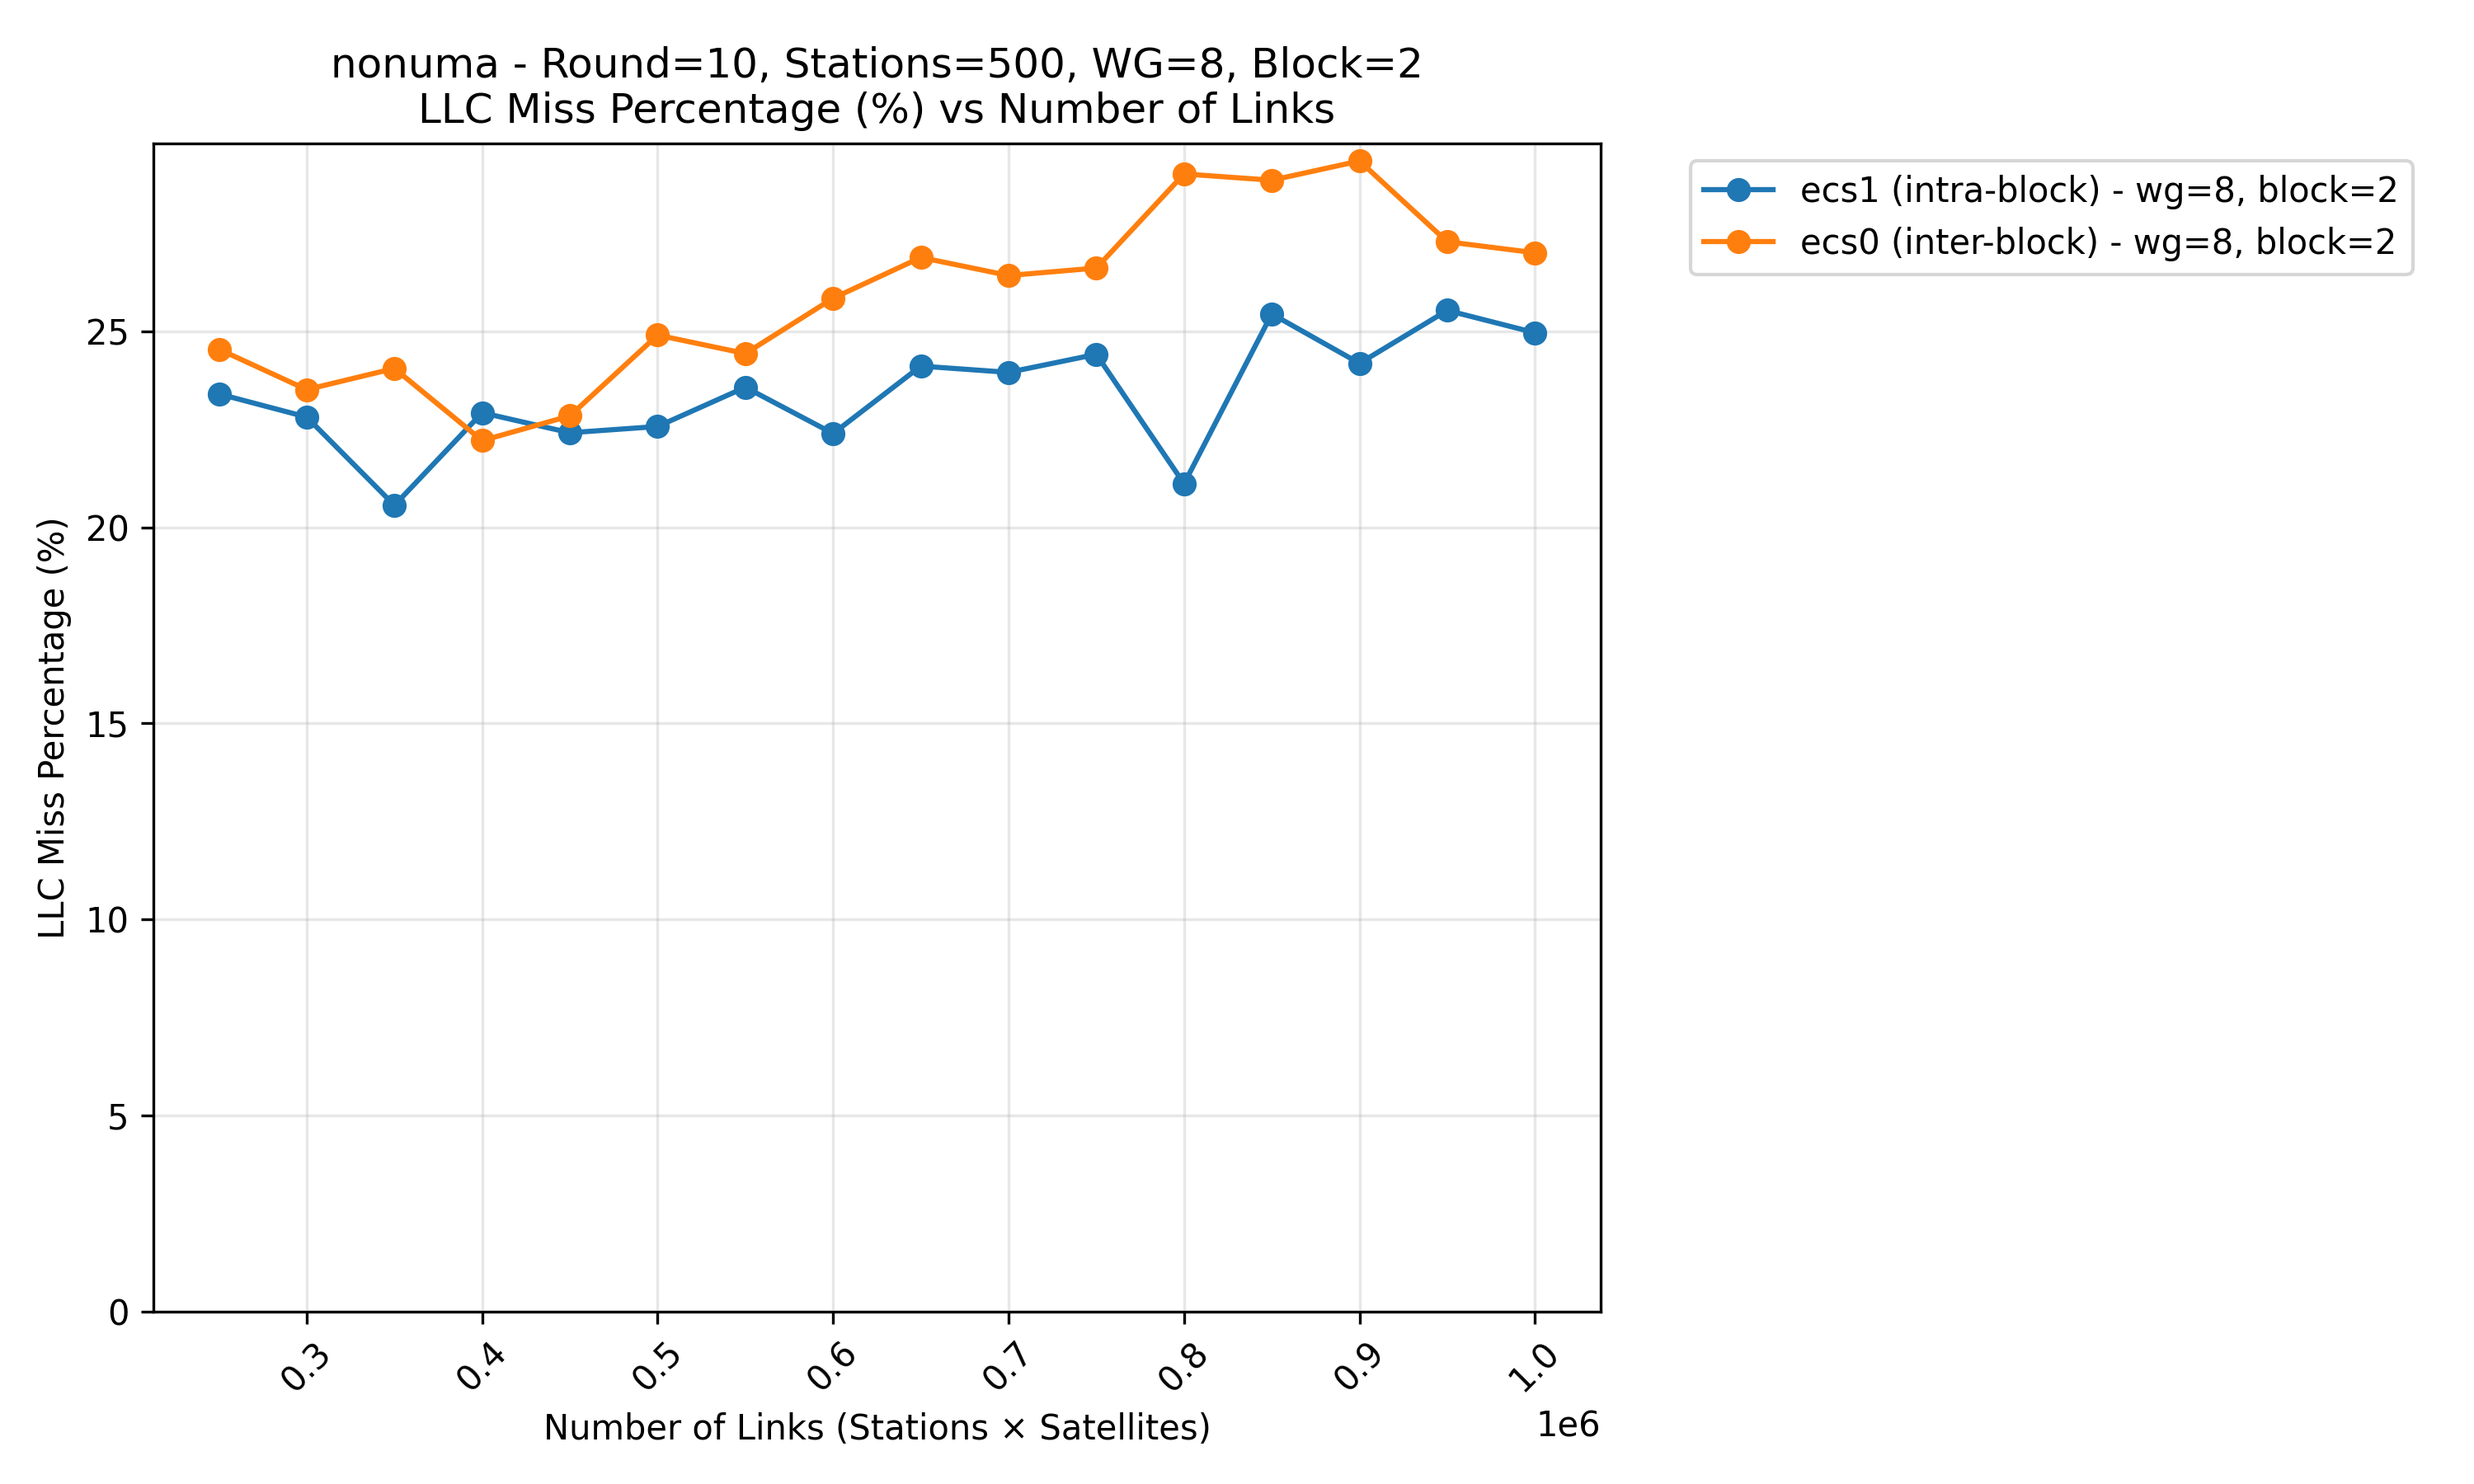 nonuma - Round=10, Stations=500, WG=8, Block=2
LLC Miss Percentage (%) vs Number of Links
ecs1 (intra-block) - wg=8, block=2
ecs0 (inter-block) - wg=8, block=2
LLC Miss Percentage (%)
25
20
15
10
5
0
0.3
0.4
0.5
0.6
0.7
0.8
0.9
1.0
1e6
Number of Links (Stations × Satellites)